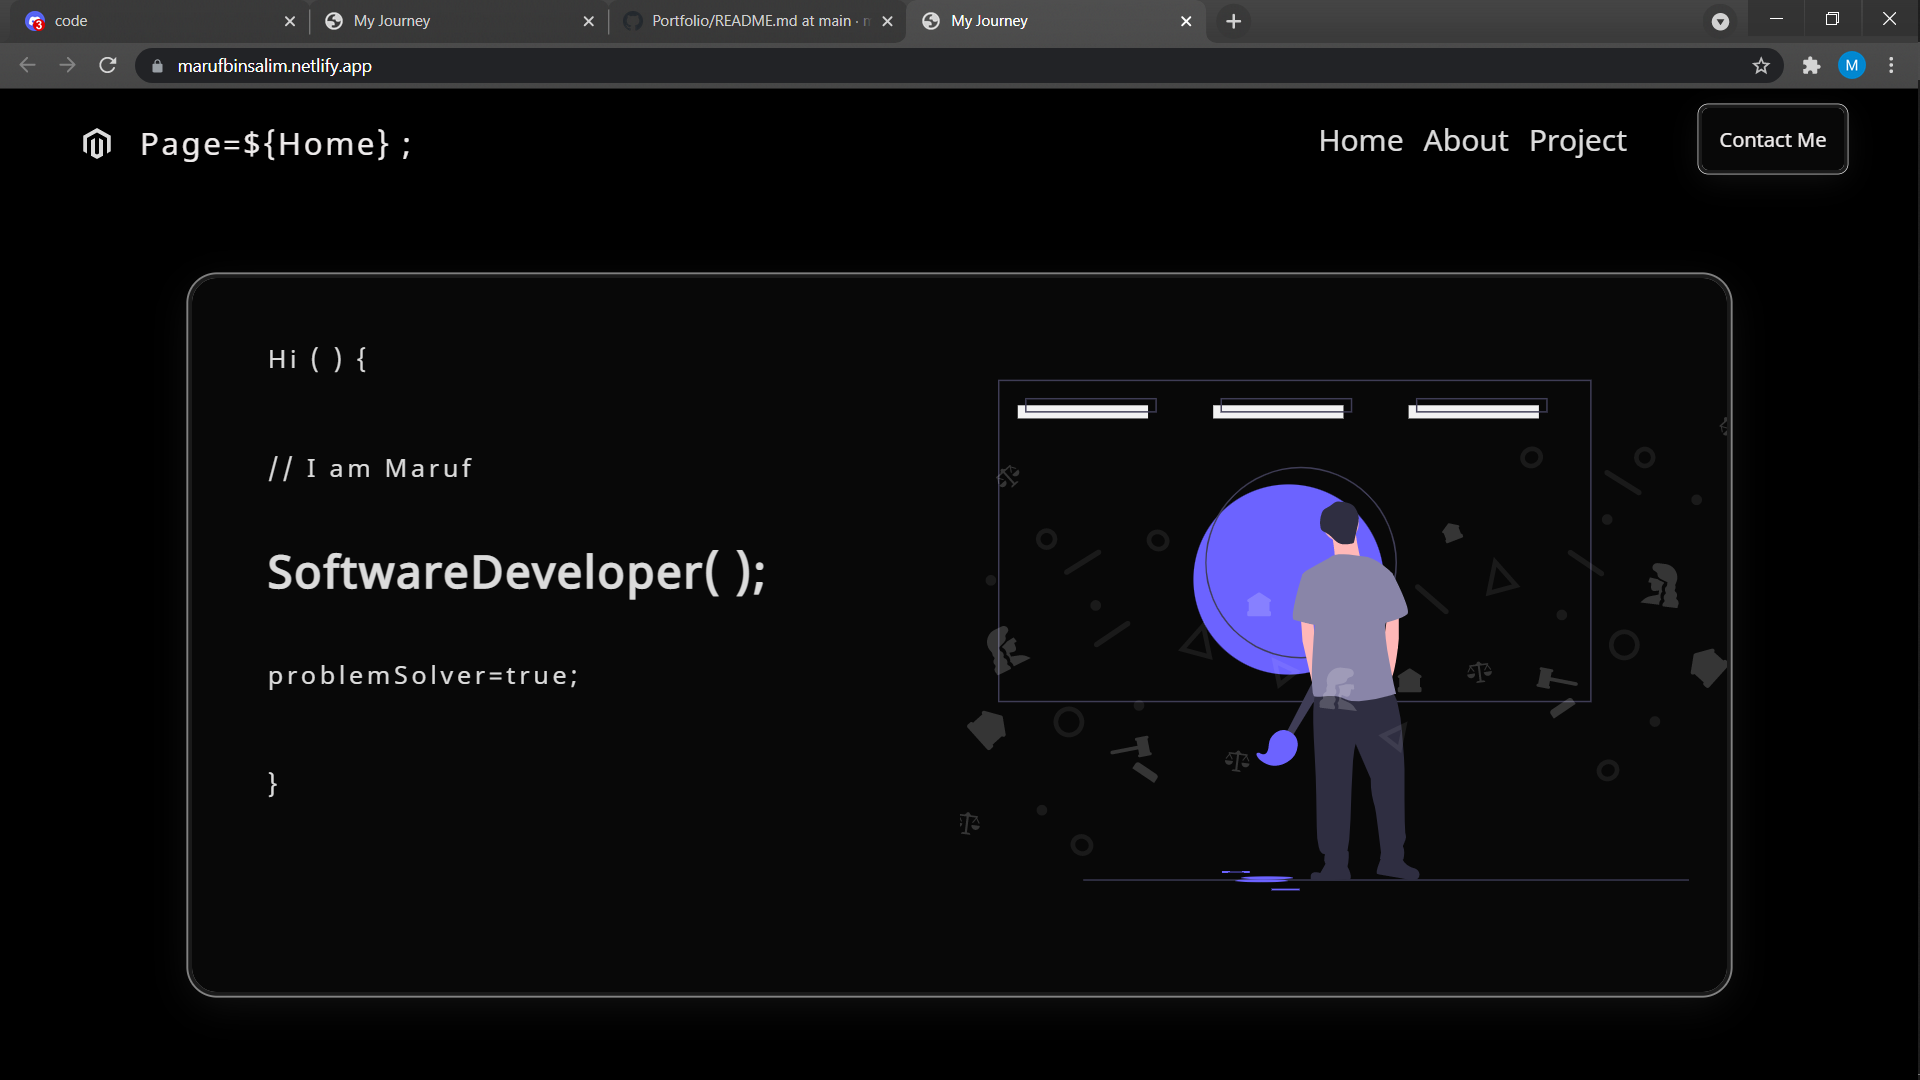 code
My Journey
Portfolio/README.md at main ·
My Journey
marufbinsalim.netlify.app
M
Page=${Home} ;
Home About Project
Contact Me
Hi ( ) {
// I am Maruf
SoftwareDeveloper( );
problemSolver=true;
}